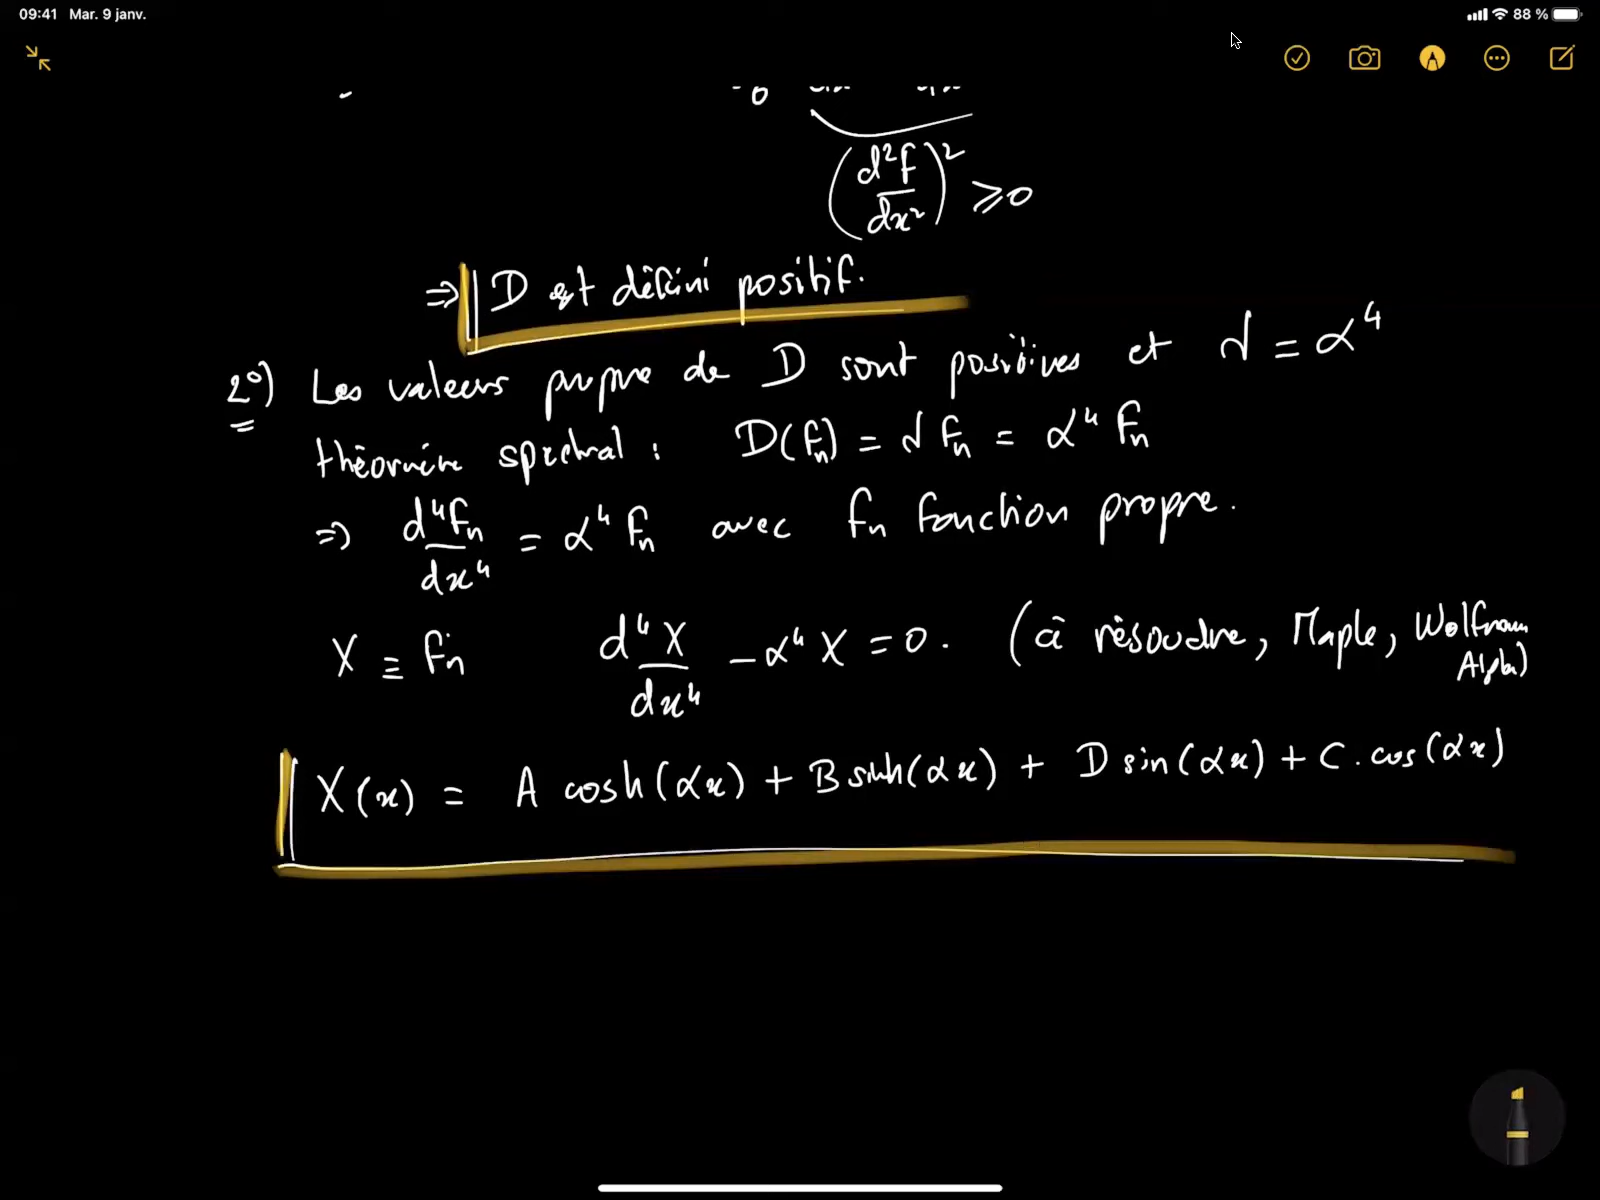 09:41 Mar. 9 janv. 88 %
(d²f/dx²)² ≥ 0
⇒ D est défini positif.
2°) Les valeurs propre de D sont positives et λ = α⁴
théorème spectral : D(fₙ) = λ fₙ = α⁴ fₙ
⇒ d⁴fₙ/dx⁴ = α⁴ fₙ avec fₙ fonction propre.
X ≡ fₙ d⁴X/dx⁴ − α⁴ X = 0. (à résoudre, Maple, Wolfram Alpha)
X(x) = A cosh(αx) + B sinh(αx) + D sin(αx) + C . cos(αx)